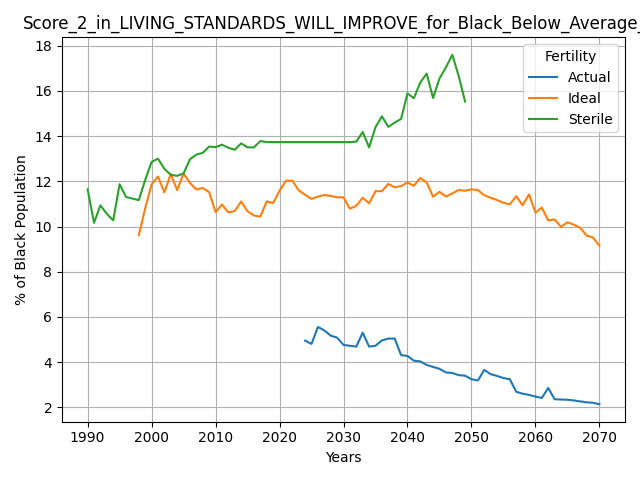 Score_2_in_LIVING_STANDARDS_WILL_IMPROVE_for_Black_Below_Average_
Fertility
Actual
Ideal
Sterile
% of Black Population
18
16
14
12
10
8
6
4
2
1990 2000 2010 2020 2030 2040 2050 2060 2070
Years